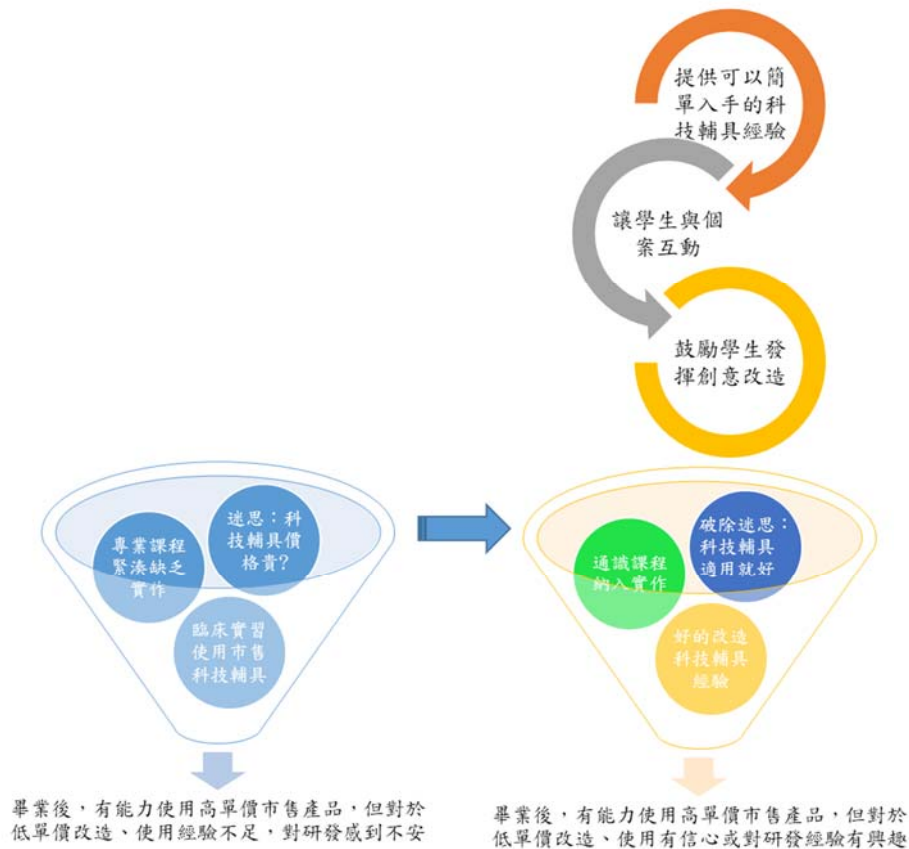 提供可以簡
單入手的科
技輔具經驗
讓學生與個
案互動
鼓勵學生發
揮創意改造
專業課程
緊湊缺乏
實作
迷思：科
技輔具價
格貴?
臨床實習
使用市售
科技輔具
畢業後，有能力使用高單價市售產品，但對於
低單價改造、使用經驗不足，對研發感到不安
通識課程
納入實作
破除迷思：
科技輔具
適用就好
好的改造
科技輔具
經驗
畢業後，有能力使用高單價市售產品，但對於
低單價改造、使用有信心或對研發經驗有興趣